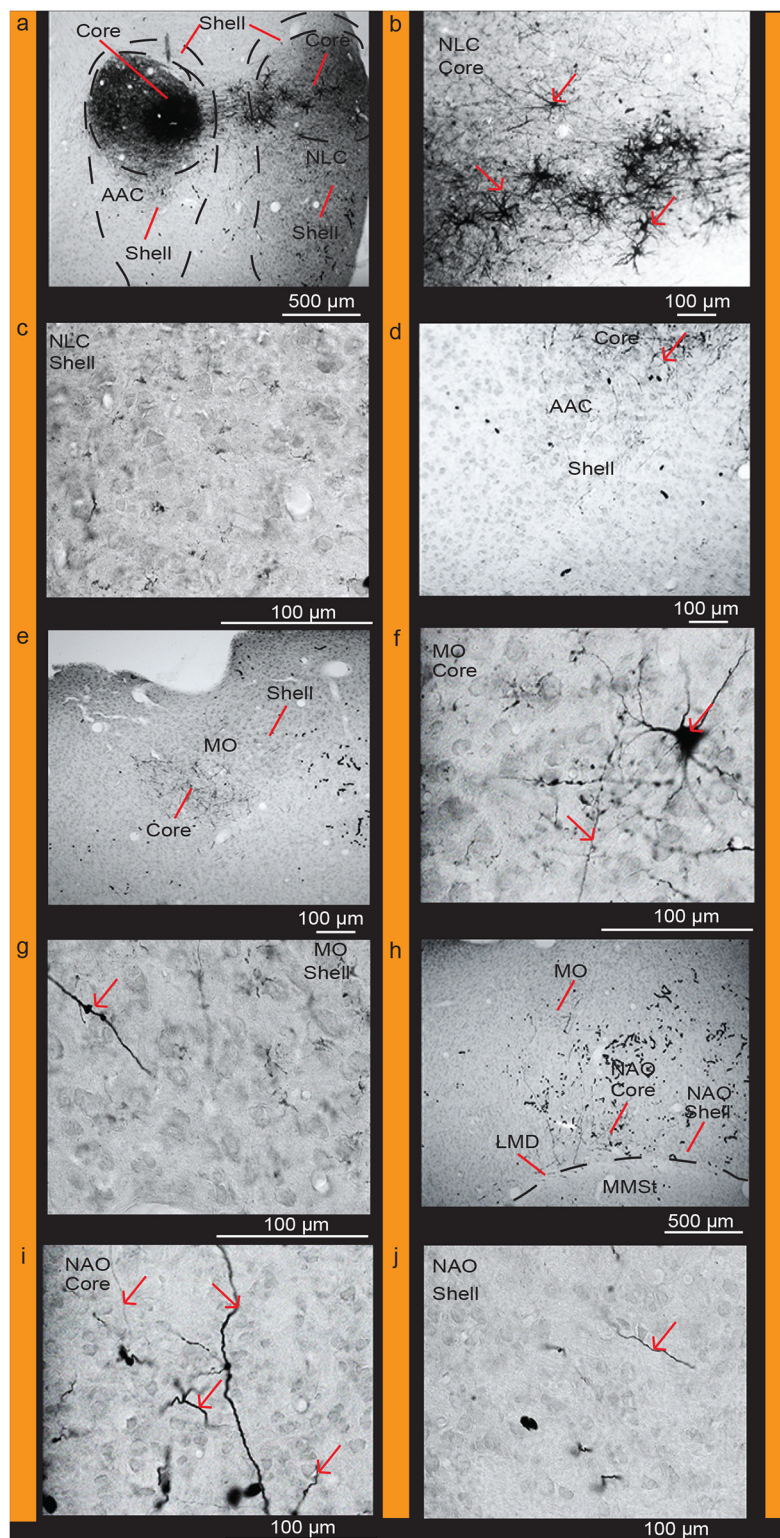 a
Shell
Core
Core
AAC
NLC
Shell
Shell
500 µm
b
NLC
Core
100 µm
c
NLC
Shell
100 µm
d
Core
AAC
Shell
100 µm
e
Shell
MO
Core
100 µm
f
MO
Core
100 µm
g
MO
Shell
100 µm
h
MO
NAO
Core
NAO
Shell
LMD
MMSt
500 µm
i
NAO
Core
100 µm
j
NAO
Shell
100 µm